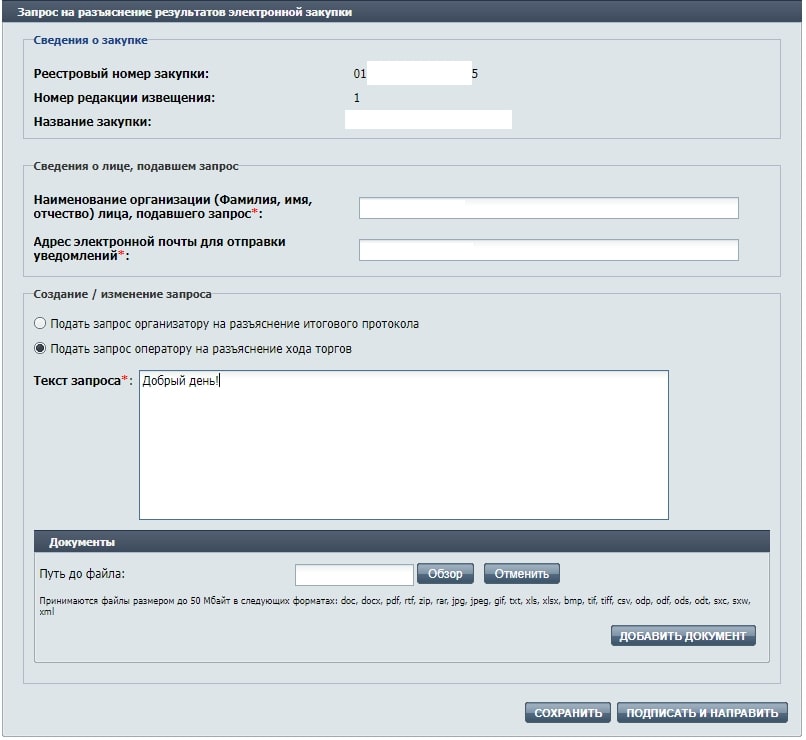 Запрос на разъяснение результатов электронной закупки
Сведения о закупке
Реестровый номер закупки: 01 5
Номер редакции извещения: 1
Название закупки:
Сведения о лице, подавшем запрос
Наименование организации (Фамилия, имя,
отчество) лица, подавшего запрос*:
Адрес электронной почты для отправки
уведомлений*:
Создание / изменение запроса
Подать запрос организатору на разъяснение итогового протокола
Подать запрос оператору на разъяснение хода торгов
Текст запроса*: Добрый день!
Документы
Путь до файла: Обзор Отменить
Принимаются файлы размером до 50 Мбайт в следующих форматах: doc, docx, pdf, rtf, zip, rar, jpg, jpeg, gif, txt, xls, xlsx, bmp, tif, tiff, csv, odp, odf, ods, odt, sxc, sxw,
xml
ДОБАВИТЬ ДОКУМЕНТ
СОХРАНИТЬ ПОДПИСАТЬ И НАПРАВИТЬ